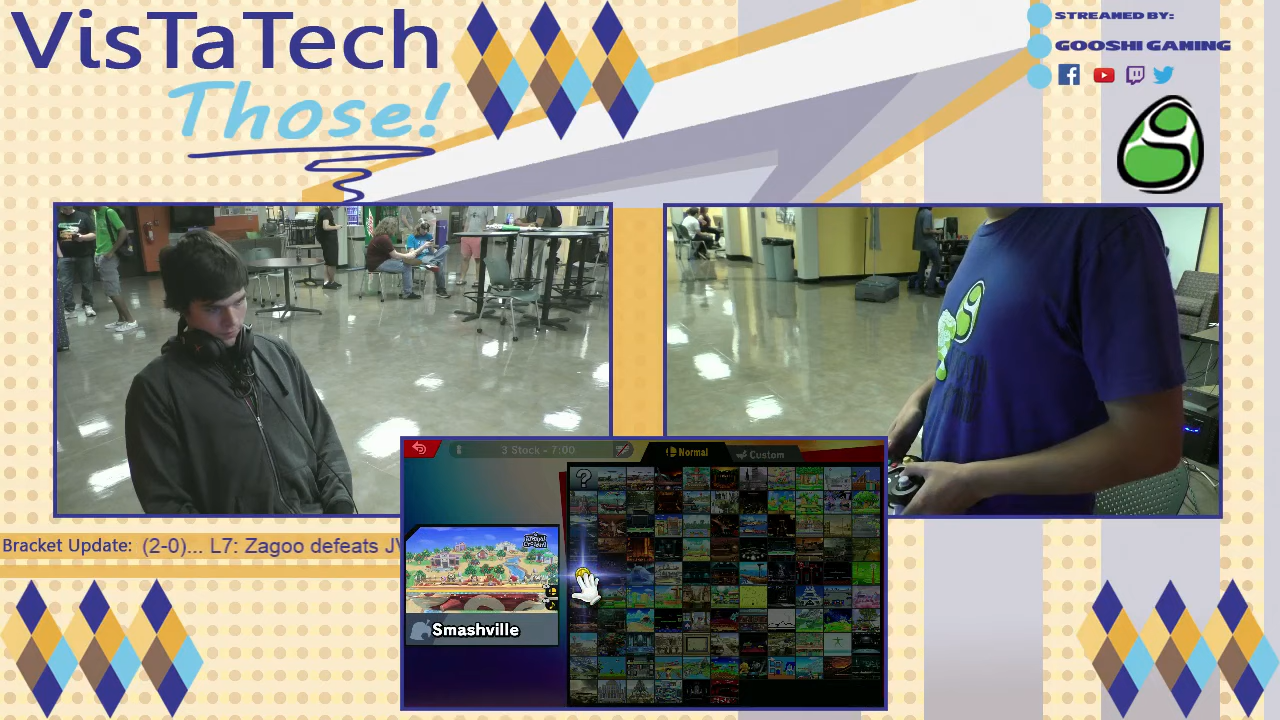 VisTaTech
Those!
STREAMED BY:
GOOSHI GAMING
3 Stock - 7:00
Normal
Custom
Bracket Update: (2-0)... L7: Zagoo defeats JV
Smashville